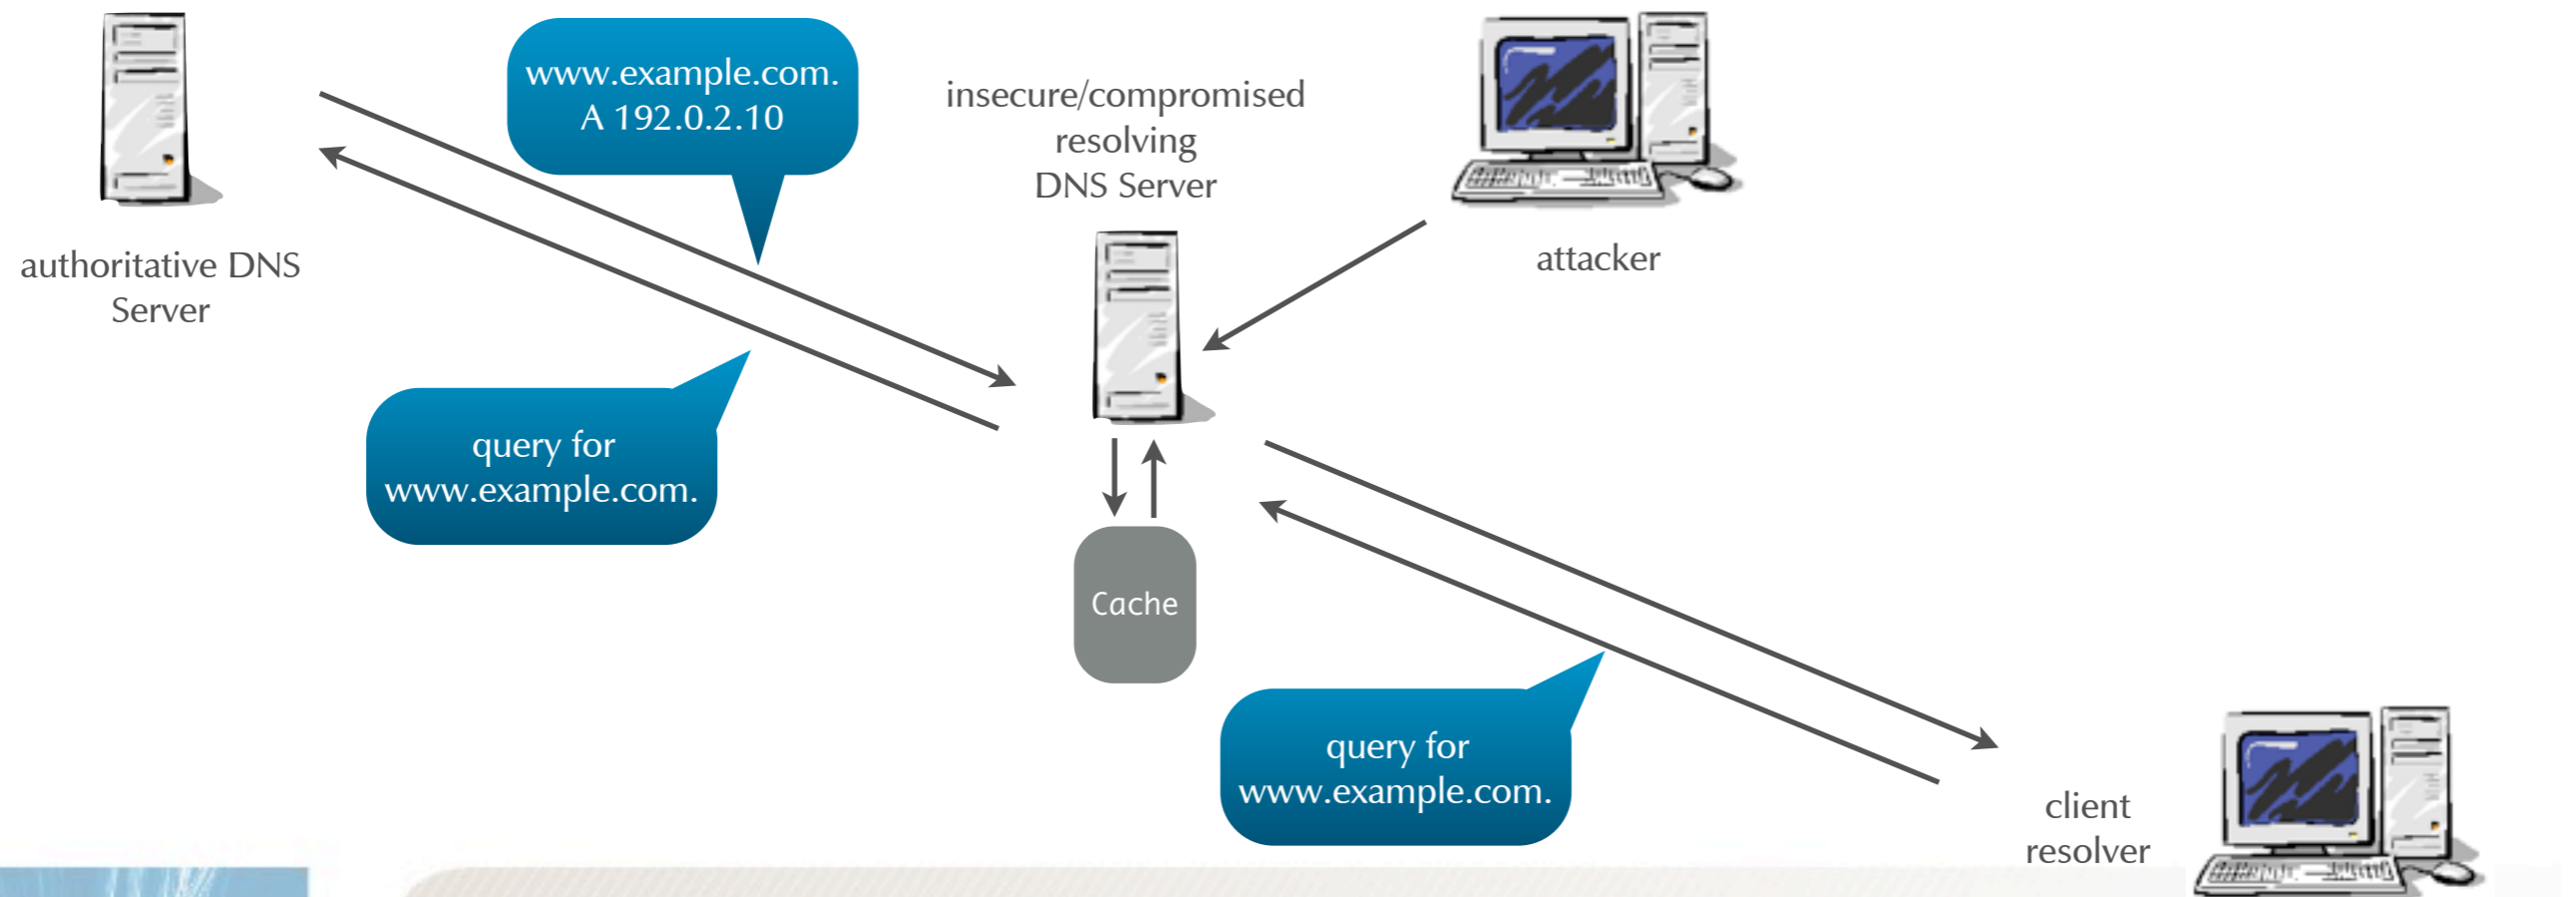 www.example.com.
A 192.0.2.10
insecure/compromised
resolving
DNS Server
attacker
authoritative DNS
Server
query for
www.example.com.
Cache
query for
www.example.com.
client
resolver